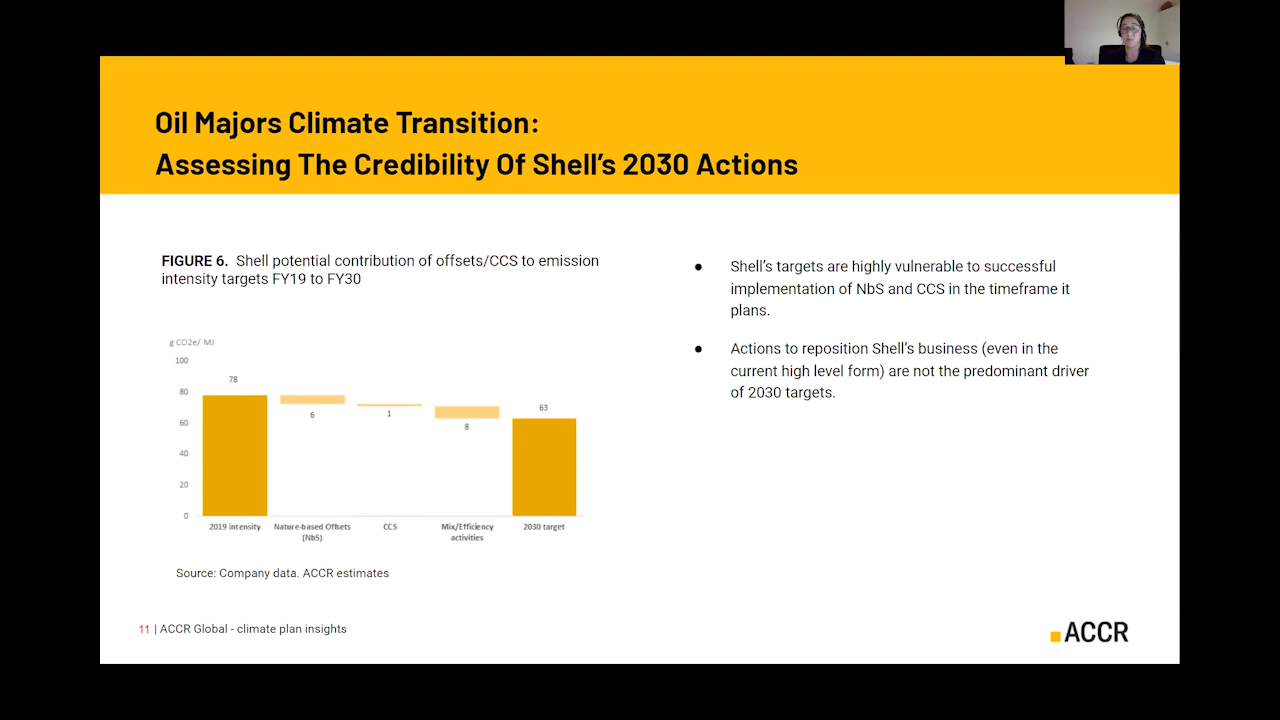 Oil Majors Climate Transition:
Assessing The Credibility Of Shell's 2030 Actions
FIGURE 6. Shell potential contribution of offsets/CCS to emission
intensity targets FY19 to FY30
g CO2e/ MJ
100
80
60
40
20
0
78
6
1
8
63
2019 intensity
Nature-based Offsets
(NbS)
CCS
Mix/Efficiency
activities
2030 target
Source: Company data. ACCR estimates
● Shell's targets are highly vulnerable to successful
implementation of NbS and CCS in the timeframe it
plans.
● Actions to reposition Shell's business (even in the
current high level form) are not the predominant driver
of 2030 targets.
11 | ACCR Global - climate plan insights
ACCR